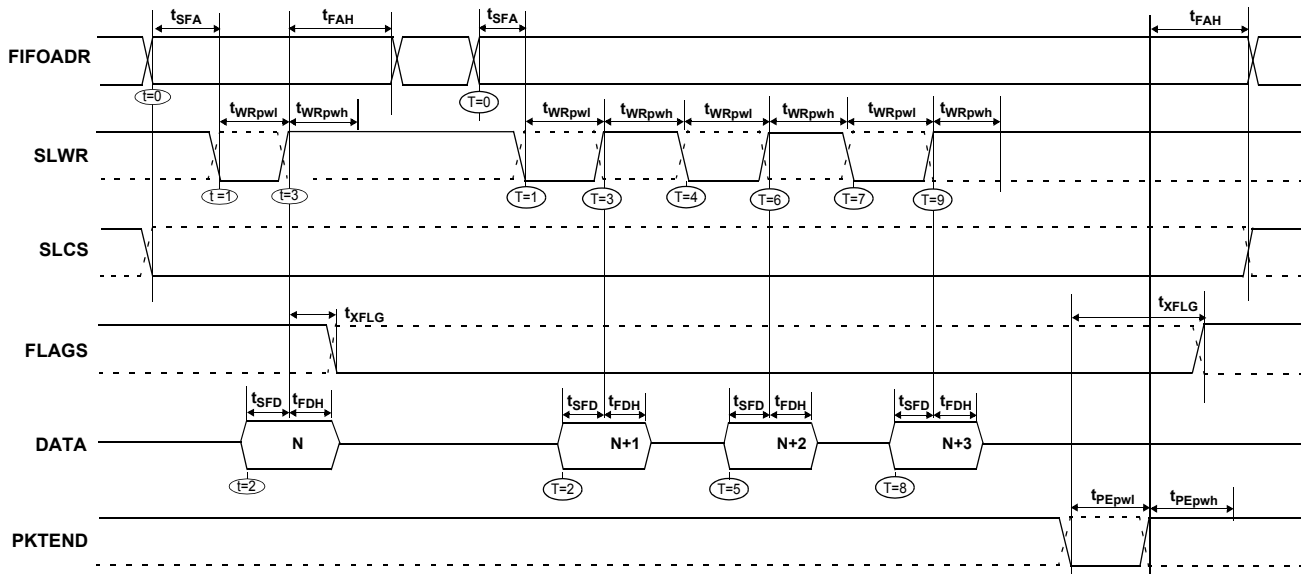 tSFA tFAH tSFA tFAH
FIFOADR
t=0 T=0
tWRpwl tWRpwh tWRpwl tWRpwh tWRpwl tWRpwh tWRpwl tWRpwh
SLWR
t =1 t=3 T=1 T=3 T=4 T=6 T=7 T=9
SLCS
tXFLG tXFLG
FLAGS
tSFD tFDH tSFD tFDH tSFD tFDH tSFD tFDH
DATA N N+1 N+2 N+3
t=2 T=2 T=5 T=8
tPEpwl tPEpwh
PKTEND